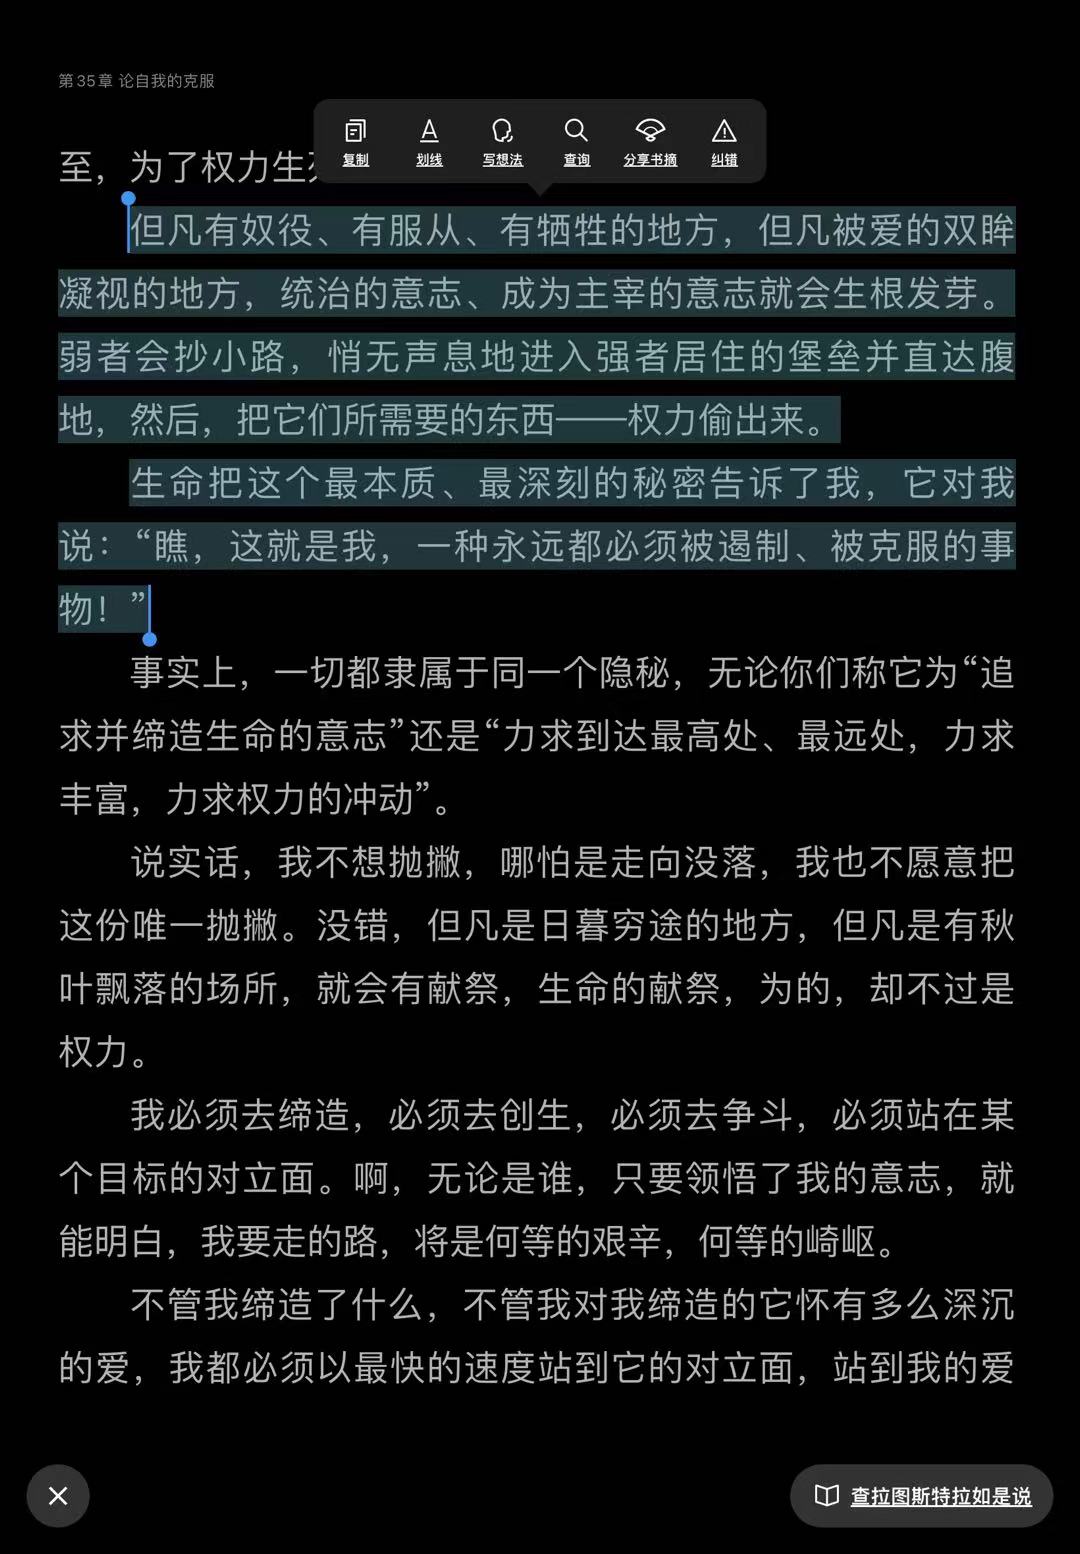 第35章 论自我的克服
复制 划线 写想法 查询 分享书摘 纠错
至，为了权力生
但凡有奴役、有服从、有牺牲的地方，但凡被爱的双眸
凝视的地方，统治的意志、成为主宰的意志就会生根发芽。
弱者会抄小路，悄无声息地进入强者居住的堡垒并直达腹
地，然后，把它们所需要的东西——权力偷出来。
生命把这个最本质、最深刻的秘密告诉了我，它对我
说：“瞧，这就是我，一种永远都必须被遏制、被克服的事
物！”
事实上，一切都隶属于同一个隐秘，无论你们称它为“追
求并缔造生命的意志”还是“力求到达最高处、最远处，力求
丰富，力求权力的冲动”。
说实话，我不想抛撇，哪怕是走向没落，我也不愿意把
这份唯一抛撇。没错，但凡是日暮穷途的地方，但凡是有秋
叶飘落的场所，就会有献祭，生命的献祭，为的，却不过是
权力。
我必须去缔造，必须去创生，必须去争斗，必须站在某
个目标的对立面。啊，无论是谁，只要领悟了我的意志，就
能明白，我要走的路，将是何等的艰辛，何等的崎岖。
不管我缔造了什么，不管我对我缔造的它怀有多么深沉
的爱，我都必须以最快的速度站到它的对立面，站到我的爱
查拉图斯特拉如是说